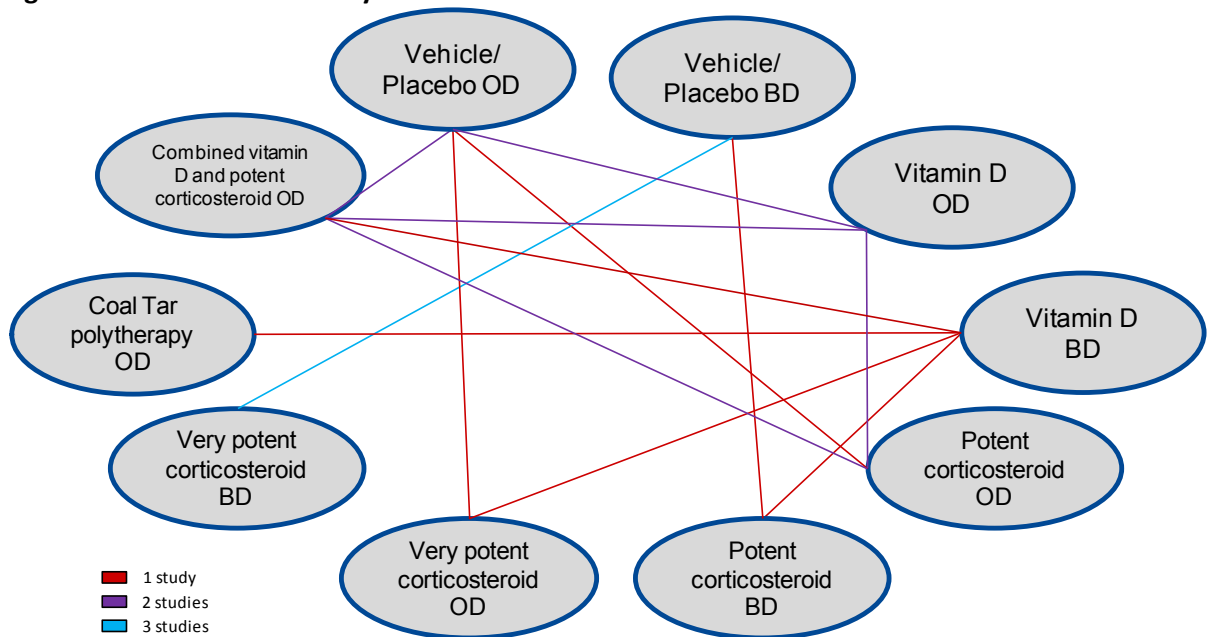 Vehicle/
Placebo OD
Vehicle/
Placebo BD
Combined vitamin
D and potent
corticosteroid OD
Vitamin D
OD
Coal Tar
polytherapy
OD
Vitamin D
BD
Very potent
corticosteroid
BD
Potent
corticosteroid
OD
Very potent
corticosteroid
OD
Potent
corticosteroid
BD
1 study
2 studies
3 studies